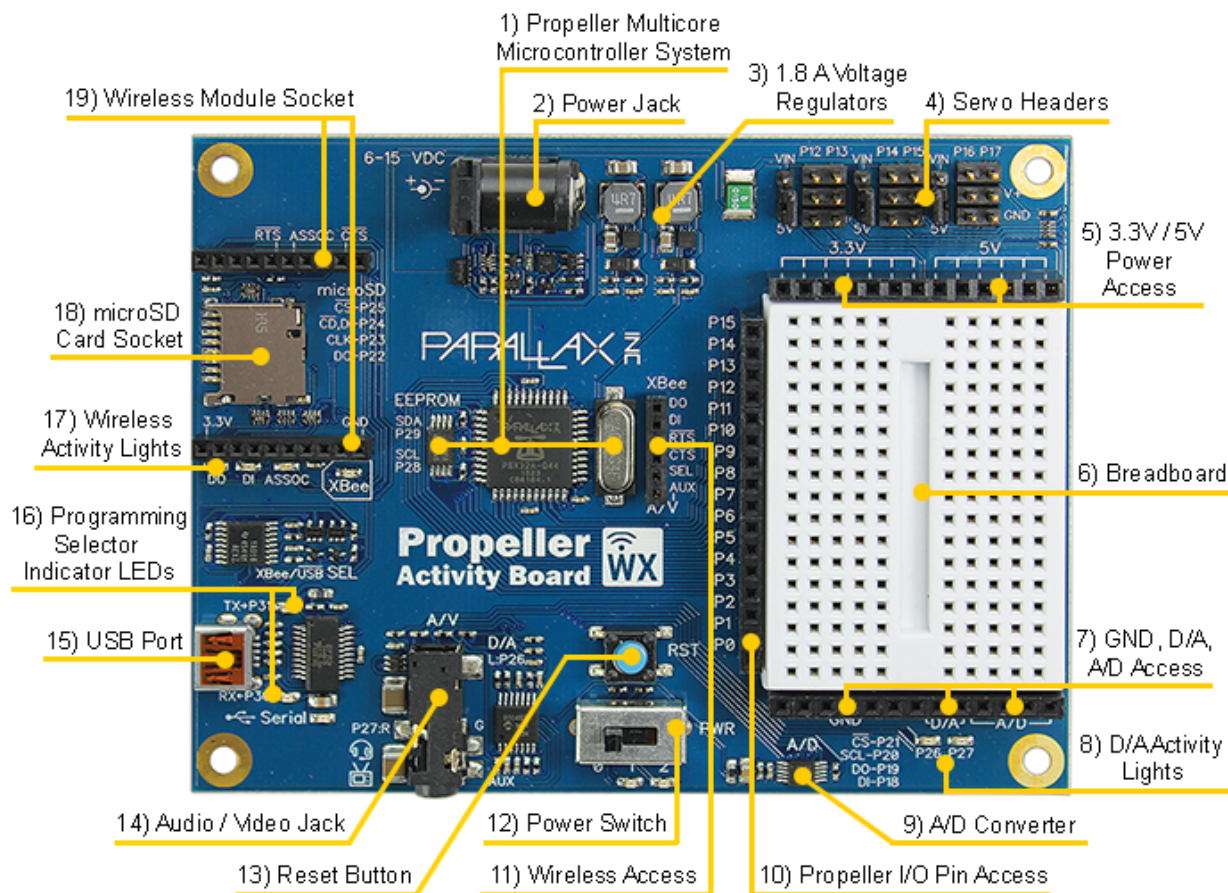 1) Propeller Multicore
Microcontroller System
2) Power Jack
3) 1.8 A Voltage
Regulators
4) Servo Headers
19) Wireless Module Socket
5) 3.3V / 5V
Power
Access
18) microSD
Card Socket
17) Wireless
Activity Lights
16) Programming
Selector
Indicator LEDs
15) USB Port
6) Breadboard
7) GND, D/A,
A/D Access
8) D/A Activity
Lights
14) Audio / Video Jack
13) Reset Button
12) Power Switch
11) Wireless Access
10) Propeller I/O Pin Access
9) A/D Converter
6-15 VDC
+ -
4R7
4R7
VIN P12 P13 VIN P14 P15 VIN P16 P17
V+
GND
5V 5V 5V
3.3V 5V
RTS ASSOC CTS
microSD
CS-P25
CD,DI-P24
CLK-P23
DO-P22
PARALLAX INC
EEPROM
SDA
P29
SCL
P28
PARALLAX
P8X32A-Q44
XBee
DO
DI
RTS
CTS
SEL
AUX
A/V
P15
P14
P13
P12
P11
P10
P9
P8
P7
P6
P5
P4
P3
P2
P1
P0
3.3V GND
DO DI ASSOC XBee
XBee/USB SEL
Propeller
Activity Board
WX
TX→P31
Serial
A/V
D/A
L:P26
P27:R
G
AUX
RST
PWR
0 1 2
GND D/A A/D
A/D
CS-P21
SCL-P20
DO-P19
DI-P18
P26 P27